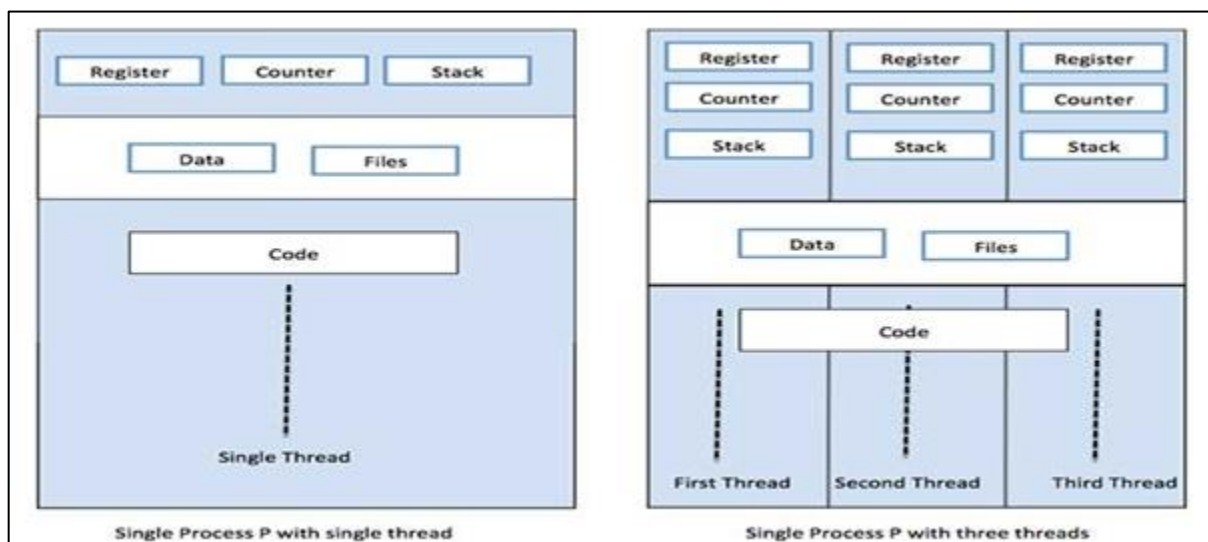 Register Counter Stack
Data Files
Code
Single Thread
Single Process P with single thread
Register Register Register
Counter Counter Counter
Stack Stack Stack
Data Files
Code
First Thread Second Thread Third Thread
Single Process P with three threads